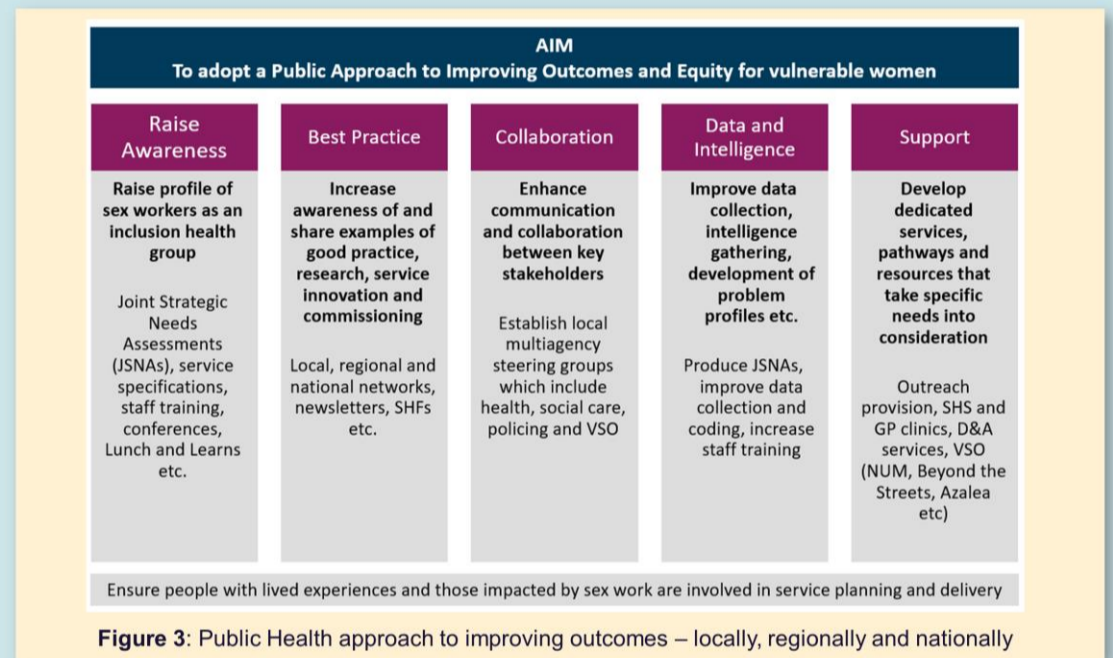 AIM
To adopt a Public Approach to Improving Outcomes and Equity for vulnerable women
Raise
Awareness
Raise profile of
sex workers as an
inclusion health
group
Joint Strategic
Needs
Assessments
(JSNAs), service
specifications,
staff training,
conferences,
Lunch and Learns
etc.
Best Practice
Increase
awareness of and
share examples of
good practice,
research, service
innovation and
commissioning
Local, regional and
national networks,
newsletters, SHFs
etc.
Collaboration
Enhance
communication
and collaboration
between key
stakeholders
Establish local
multiagency
steering groups
which include
health, social care,
policing and VSO
Data and
Intelligence
Improve data
collection,
intelligence
gathering,
development of
problem
profiles etc.
Produce JSNAs,
improve data
collection and
coding, increase
staff training
Support
Develop
dedicated
services,
pathways and
resources that
take specific
needs into
consideration
Outreach
provision, SHS and
GP clinics, D&A
services, VSO
(NUM, Beyond the
Streets, Azalea
etc)
Ensure people with lived experiences and those impacted by sex work are involved in service planning and delivery
Figure 3: Public Health approach to improving outcomes – locally, regionally and nationally